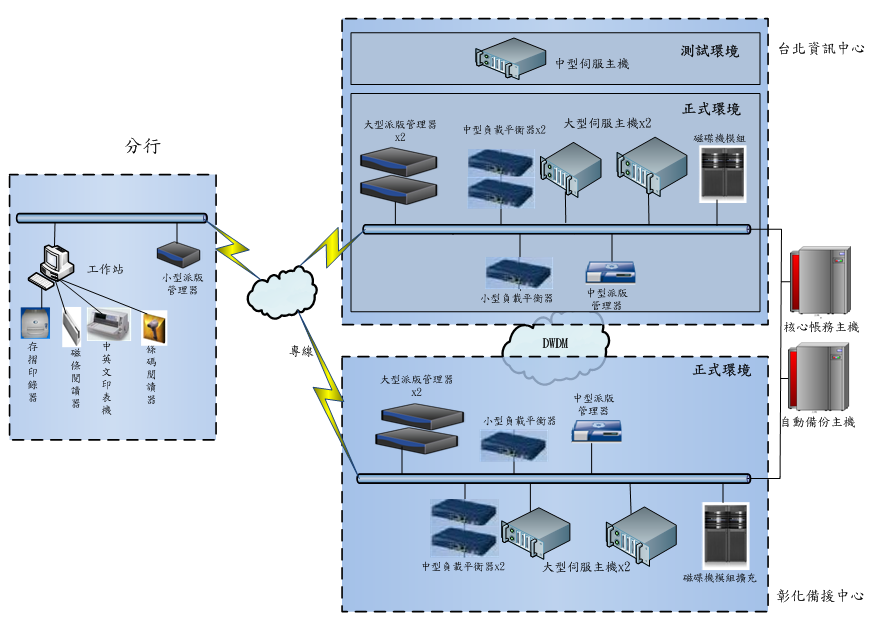 台北資訊中心
測試環境
中型伺服主機
正式環境
大型派版管理器
x2
中型負載平衡器x2
大型伺服主機x2
磁碟機模組
小型負載平衡器
中型派版
管理器
分行
工作站
小型派版
管理器
存摺印錄器
磁條閱讀器
中英文印表機
條碼閱讀器
專線
DWDM
核心帳務主機
自動備份主機
正式環境
大型派版管理器
x2
小型負載平衡器
中型派版
管理器
中型負載平衡器x2
大型伺服主機x2
磁碟機模組擴充
彰化備援中心